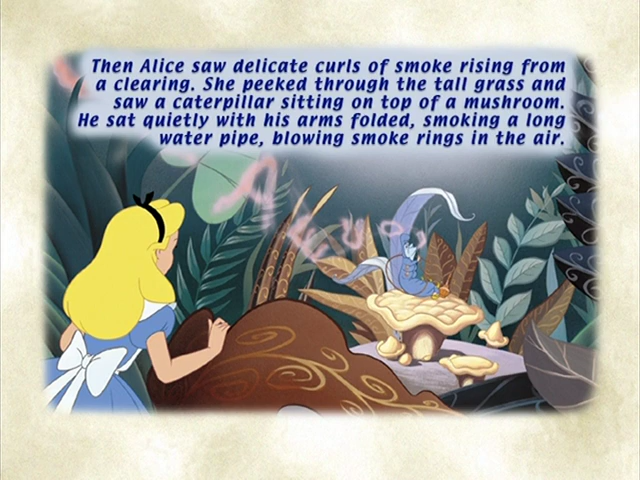 Then Alice saw delicate curls of smoke rising from
a clearing. She peeked through the tall grass and
saw a caterpillar sitting on top of a mushroom.
He sat quietly with his arms folded, smoking a long
water pipe, blowing smoke rings in the air.
A E U O